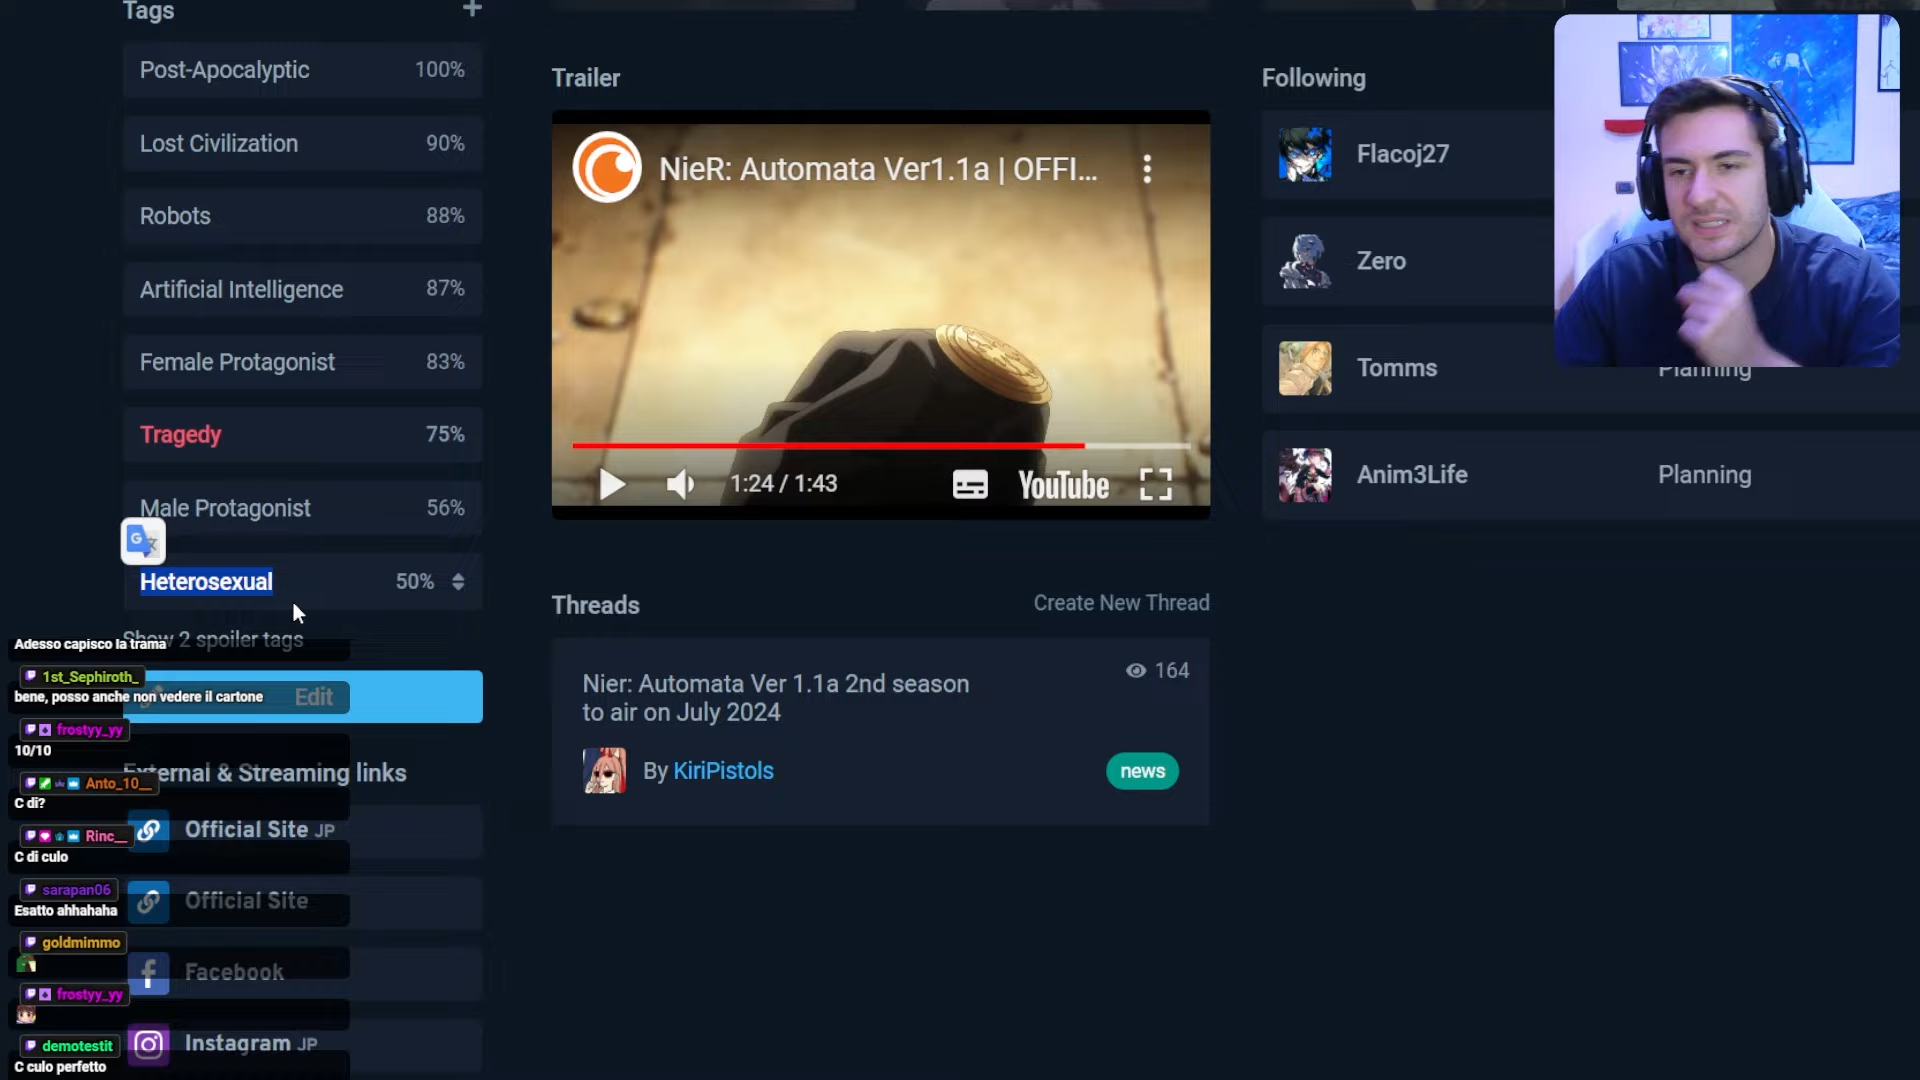 Tags
Post-Apocalyptic 100%
Lost Civilization 90%
Robots 88%
Artificial Intelligence 87%
Female Protagonist 83%
Tragedy 75%
Male Protagonist 56%
Heterosexual 50%
Show 2 spoiler tags
Edit
External & Streaming links
Official Site JP
Official Site
Facebook
Instagram JP
Adesso capisco la trama
1st_Sephiroth_
bene, posso anche non vedere il cartone
frostyy_yy
10/10
Anto_10__
C di?
Rinc__
C di culo
sarapan06
Esatto ahhahaha
goldmimmo
frostyy_yy
demotestit
C culo perfetto
Trailer
NieR: Automata Ver1.1a | OFFI...
1:24 / 1:43
YouTube
Threads
Create New Thread
Nier: Automata Ver 1.1a 2nd season
to air on July 2024
164
By KiriPistols
news
Following
Flacoj27
Zero
Tomms Planning
Anim3Life Planning